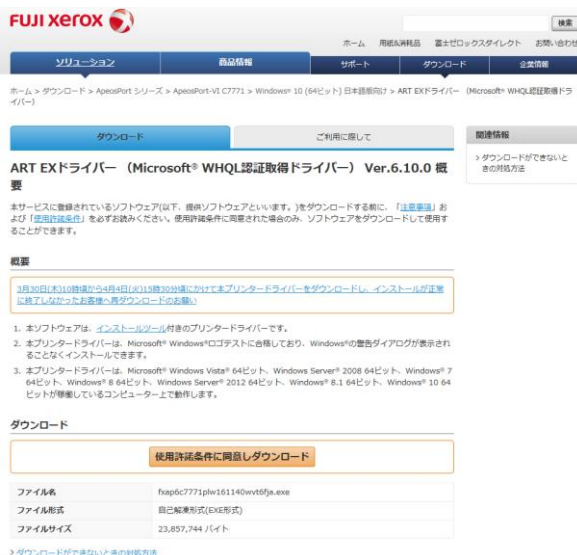 FUJI XEROX
検索
ホーム 用紙&消耗品 富士ゼロックスダイレクト お問い合わせ
ソリューション 商品情報 サポート ダウンロード 企業情報
ホーム > ダウンロード > ApeosPort シリーズ > ApeosPort-VI C7771 > Windows® 10 (64ビット) 日本語版向け > ART EXドライバー (Microsoft® WHQL認証取得ドラ
イバー)
ダウンロード ご利用に際して 関連情報
> ダウンロードができないと
きの対処方法
ART EXドライバー (Microsoft® WHQL認証取得ドライバー) Ver.6.10.0 概
要
本サービスに登録されているソフトウェア(以下、提供ソフトウェアといいます。)をダウンロードする前に、「注意事項」お
よび「使用許諾条件」を必ずお読みください。使用許諾条件に同意された場合のみ、ソフトウェアをダウンロードして使用す
ることができます。
概要
3月30日(木)10時頃から4月4日(火)15時30分頃にかけて本プリンタードライバーをダウンロードし、インストールが正常
に終了しなかったお客様へ再ダウンロードのお願い
1. 本ソフトウェアは、インストールツール付きのプリンタードライバーです。
2. 本プリンタードライバーは、Microsoft® Windows®ロゴテストに合格しており、Windows®の警告ダイアログが表示され
ることなくインストールできます。
3. 本プリンタードライバーは、Microsoft® Windows Vista® 64ビット、Windows Server® 2008 64ビット、Windows® 7
64ビット、Windows® 8 64ビット、Windows Server® 2012 64ビット、Windows® 8.1 64ビット、Windows® 10 64
ビットが稼働しているコンピューター上で動作します。
ダウンロード
使用許諾条件に同意しダウンロード
ファイル名 fxap6c7771plw161140wvt6fja.exe
ファイル形式 自己解凍形式(EXE形式)
ファイルサイズ 23,857,744 バイト
> ダウンロードができないときの対処方法